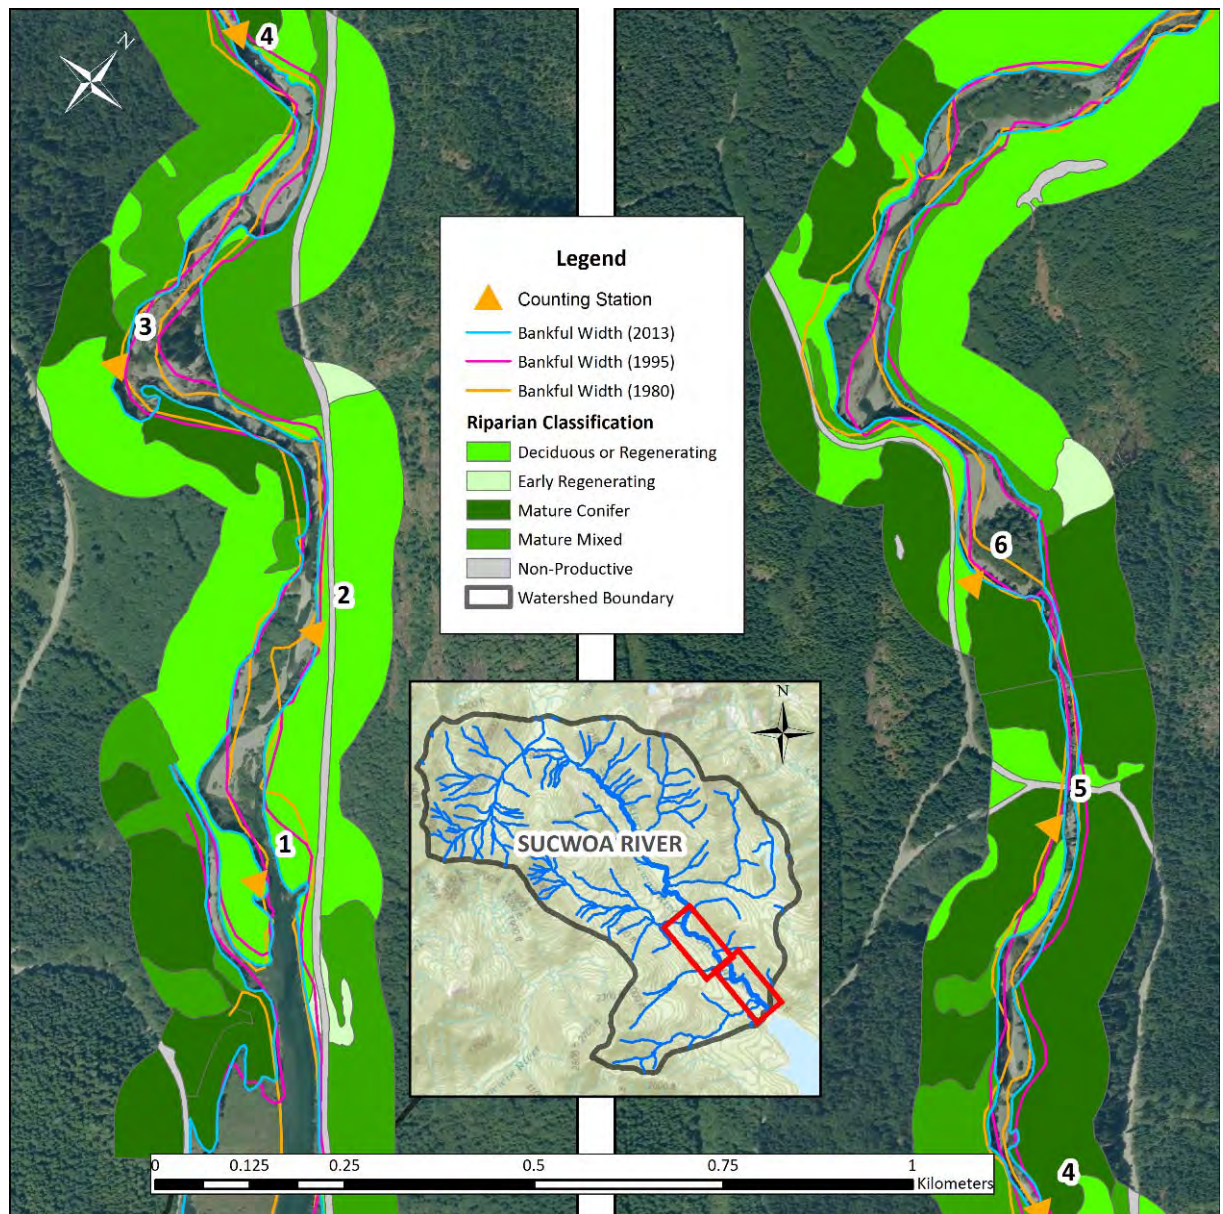 N
4
3
2
1
Legend
Counting Station
Bankful Width (2013)
Bankful Width (1995)
Bankful Width (1980)
Riparian Classification
Deciduous or Regenerating
Early Regenerating
Mature Conifer
Mature Mixed
Non-Productive
Watershed Boundary
N
SUCWOA RIVER
6
5
4
0 0.125 0.25 0.5 0.75 1
Kilometers